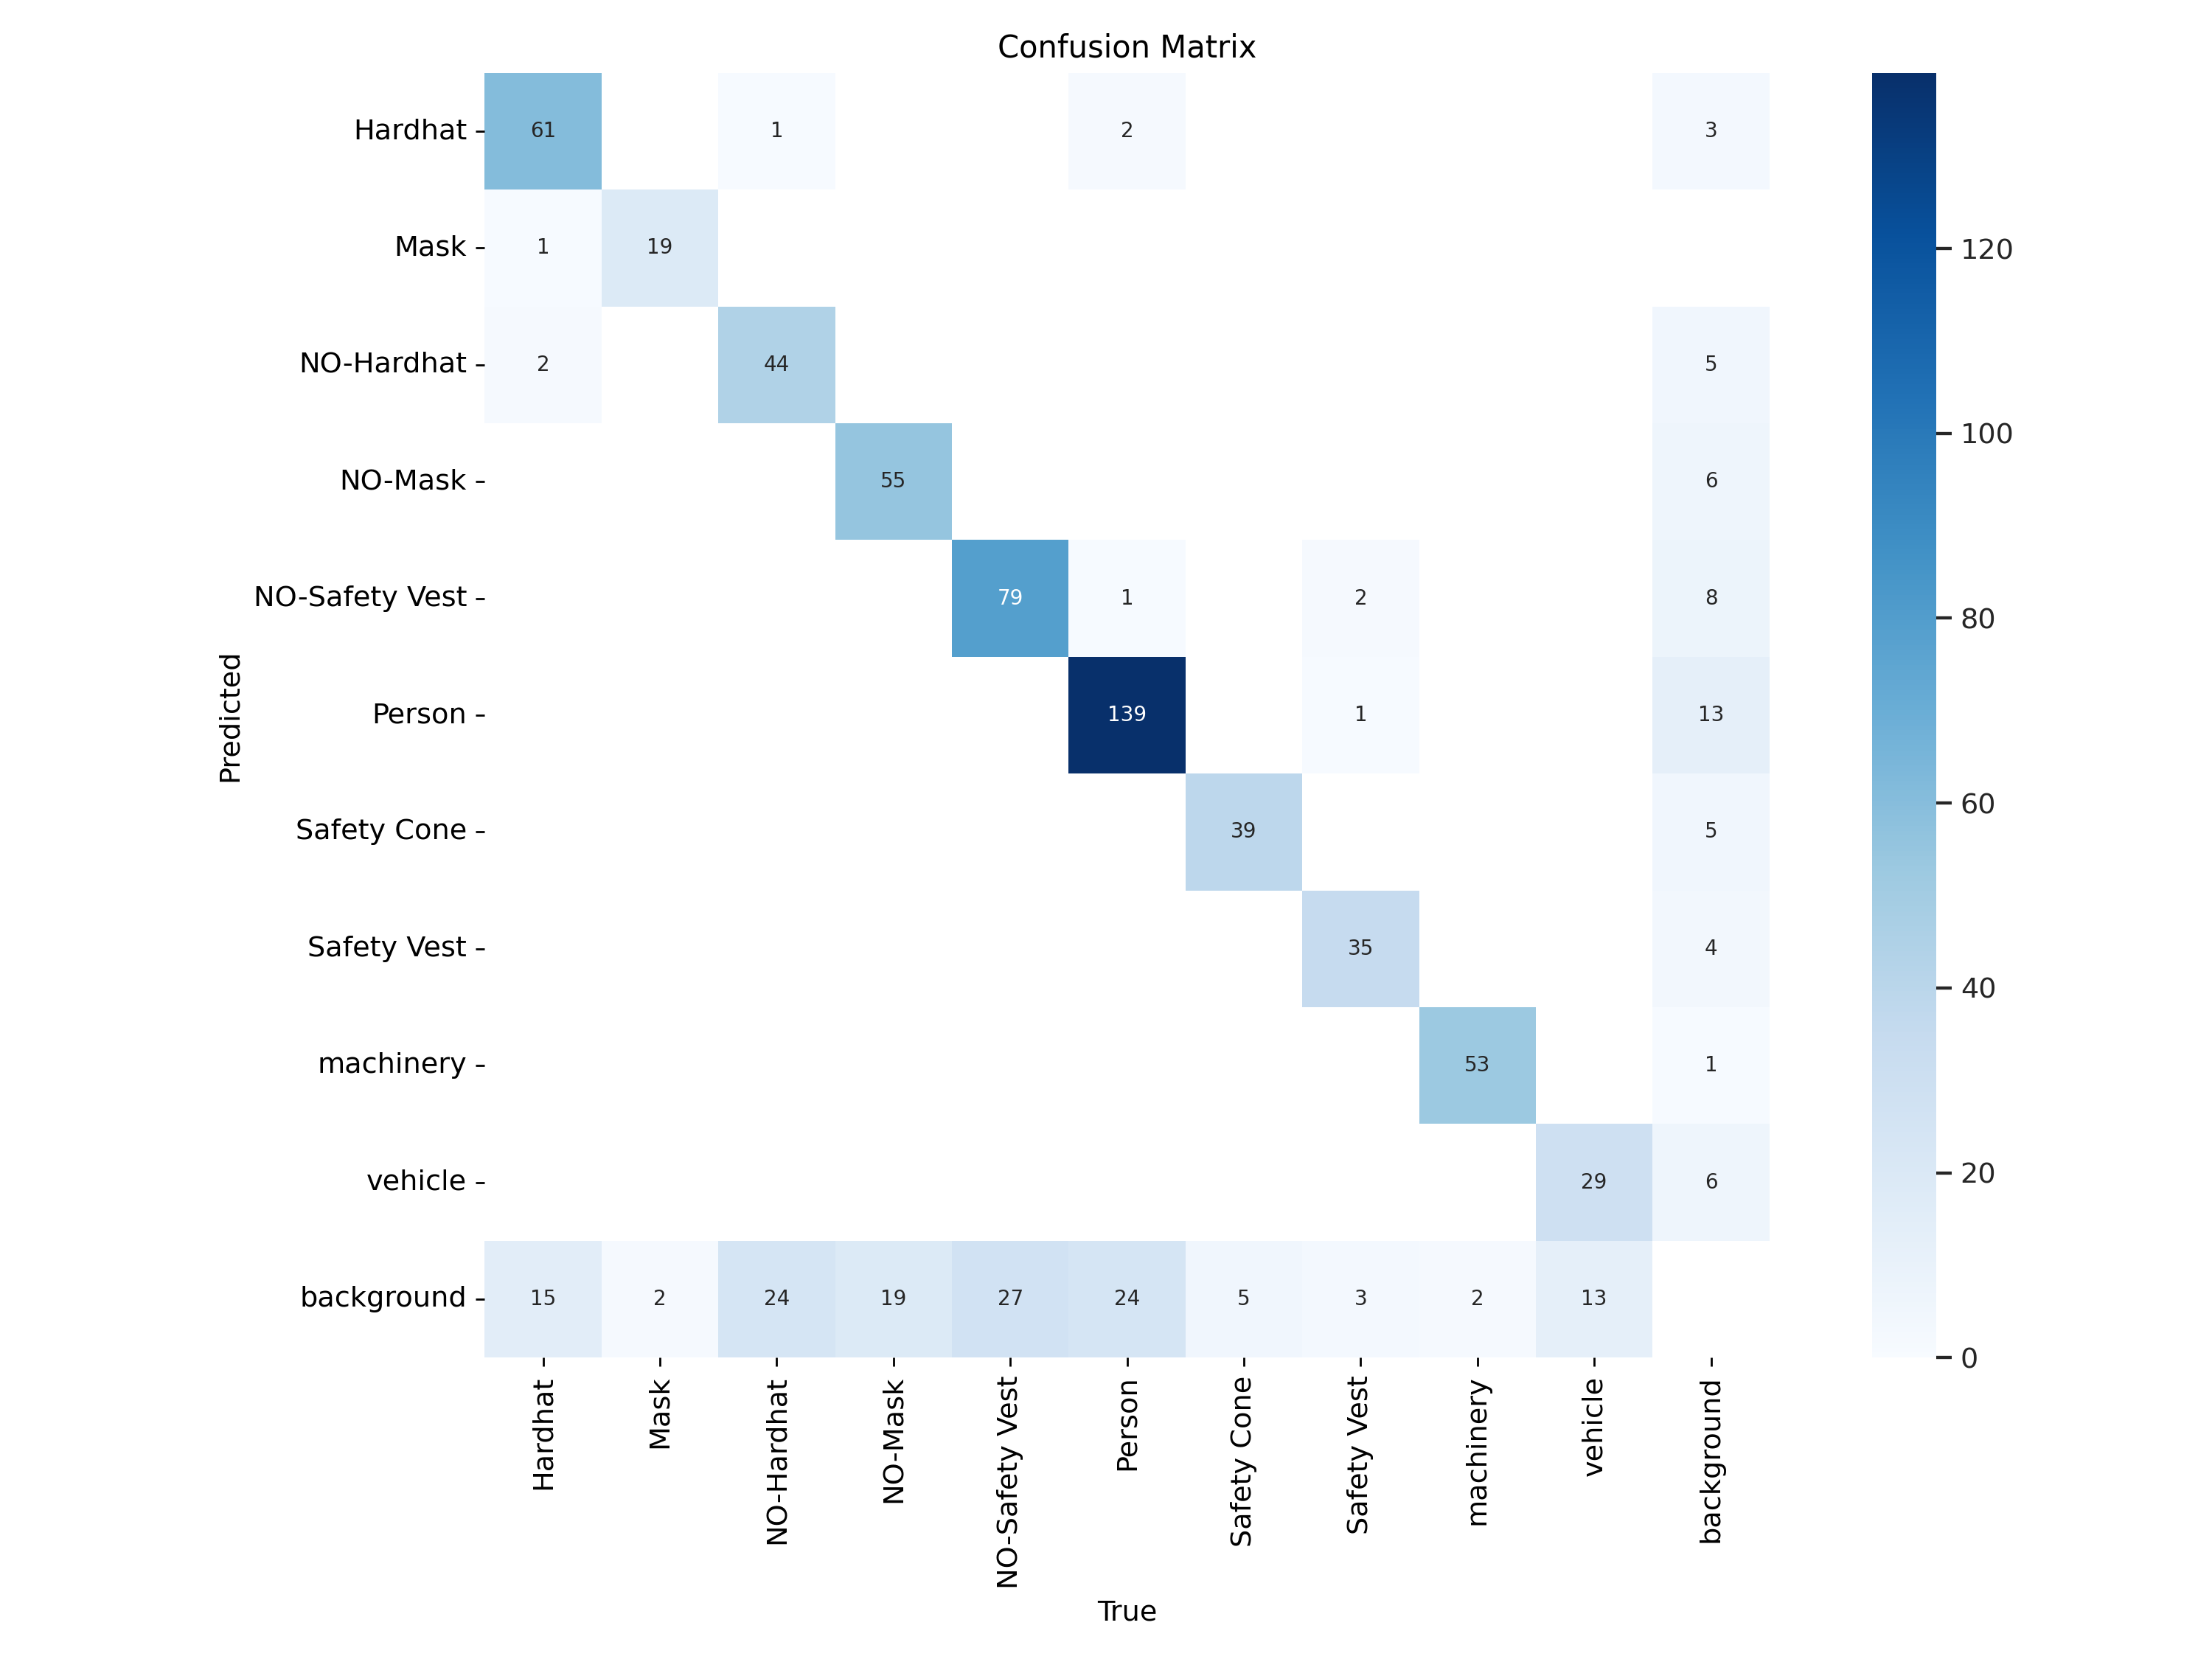 Confusion Matrix
Hardhat 61 1 2 3
Mask 1 19
NO-Hardhat 2 44 5
NO-Mask 55 6
NO-Safety Vest 79 1 2 8
Person 139 1 13
Safety Cone 39 5
Safety Vest 35 4
machinery 53 1
vehicle 29 6
background 15 2 24 19 27 24 5 3 2 13
Predicted
Hardhat
Mask
NO-Hardhat
NO-Mask
NO-Safety Vest
Person
Safety Cone
Safety Vest
machinery
vehicle
background
True
120
100
80
60
40
20
0